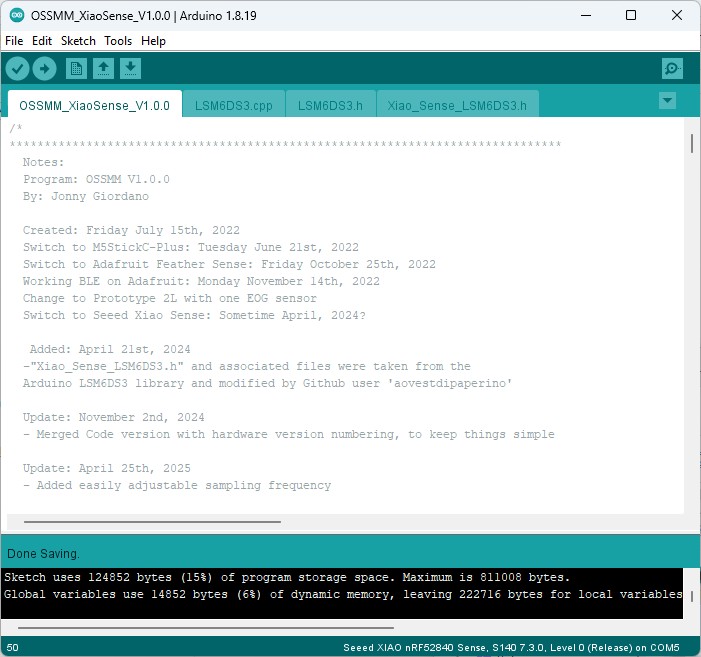 OSSMM_XiaoSense_V1.0.0 | Arduino 1.8.19
File Edit Sketch Tools Help
OSSMM_XiaoSense_V1.0.0 LSM6DS3.cpp LSM6DS3.h Xiao_Sense_LSM6DS3.h
/*
*******************************************************************************
Notes:
Program: OSSMM V1.0.0
By: Jonny Giordano
Created: Friday July 15th, 2022
Switch to M5StickC-Plus: Tuesday June 21st, 2022
Switch to Adafruit Feather Sense: Friday October 25th, 2022
Working BLE on Adafruit: Monday November 14th, 2022
Change to Prototype 2L with one EOG sensor
Switch to Seeed Xiao Sense: Sometime April, 2024?
Added: April 21st, 2024
-"Xiao_Sense_LSM6DS3.h" and associated files were taken from the
Arduino LSM6DS3 library and modified by Github user 'aovestdipaperino'
Update: November 2nd, 2024
- Merged Code version with hardware version numbering, to keep things simple
Update: April 25th, 2025
- Added easily adjustable sampling frequency
Done Saving.
Sketch uses 124852 bytes (15%) of program storage space. Maximum is 811008 bytes.
Global variables use 14852 bytes (6%) of dynamic memory, leaving 222716 bytes for local variables
50 Seeed XIAO nRF52840 Sense, S140 7.3.0, Level 0 (Release) on COM5